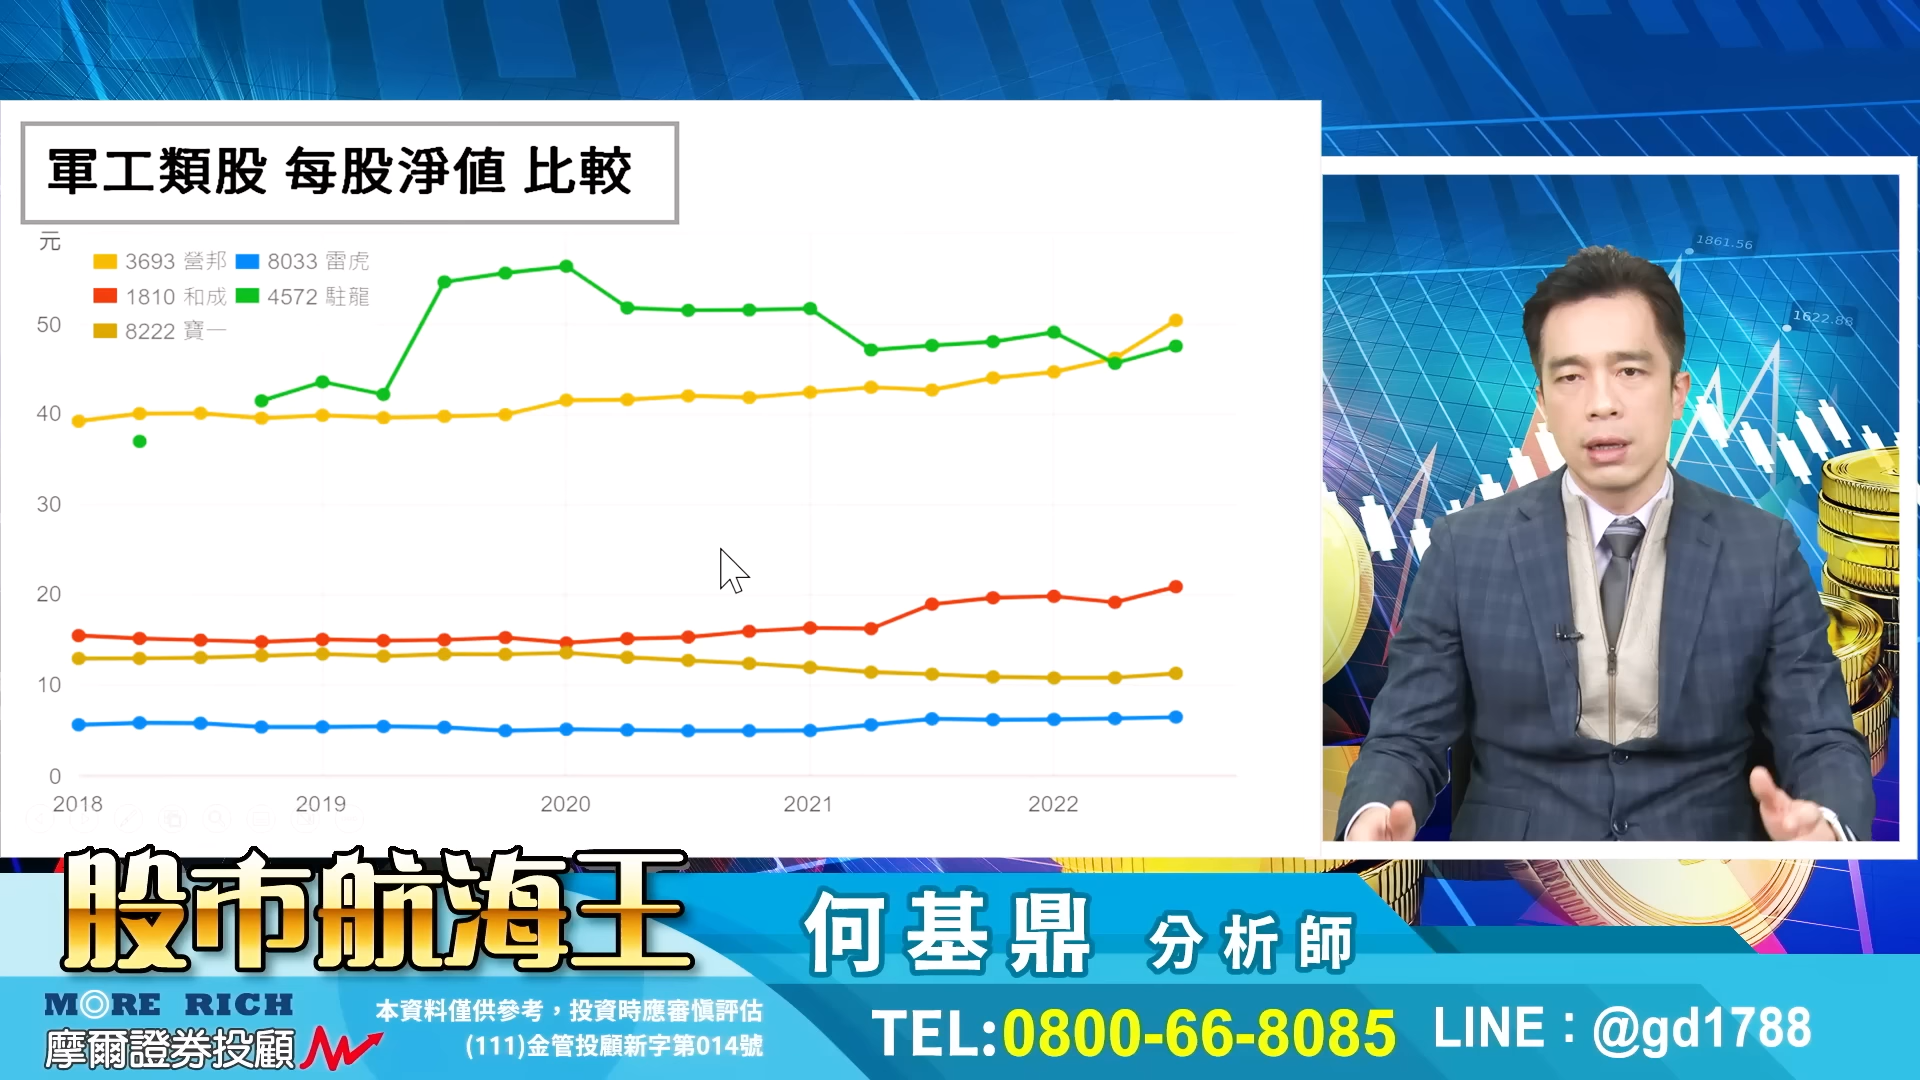 軍工類股 每股淨值 比較
元
3693 營邦 8033 雷虎
1810 和成 4572 駐龍
8222 寶一
50
40
30
20
10
0
2018 2019 2020 2021 2022
1861.56
1622.88
股市航海王
何基鼎 分析師
MORE RICH
摩爾證券投顧
本資料僅供參考，投資時應審慎評估
(111)金管投顧新字第014號
TEL:0800-66-8085
LINE：@gd1788